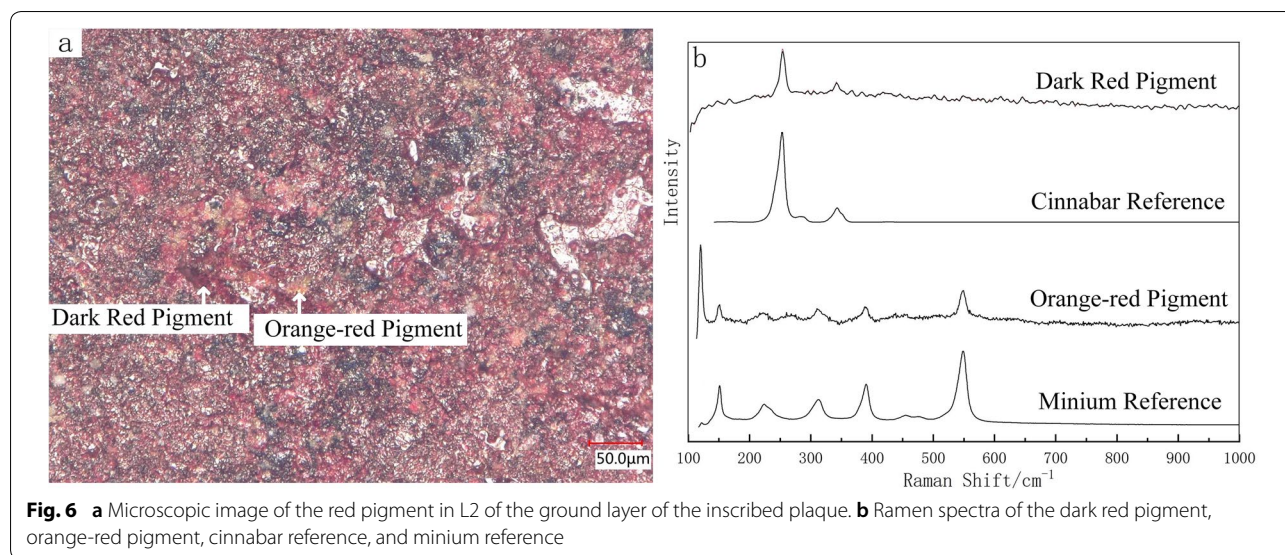 a
Dark Red Pigment
Orange-red Pigment
50.0μm
b
Dark Red Pigment
Cinnabar Reference
Orange-red Pigment
Minium Reference
Intensity
100 200 300 400 500 600 700 800 900 1000
Raman Shift/cm⁻¹
Fig. 6 a Microscopic image of the red pigment in L2 of the ground layer of the inscribed plaque. b Ramen spectra of the dark red pigment,
orange-red pigment, cinnabar reference, and minium reference